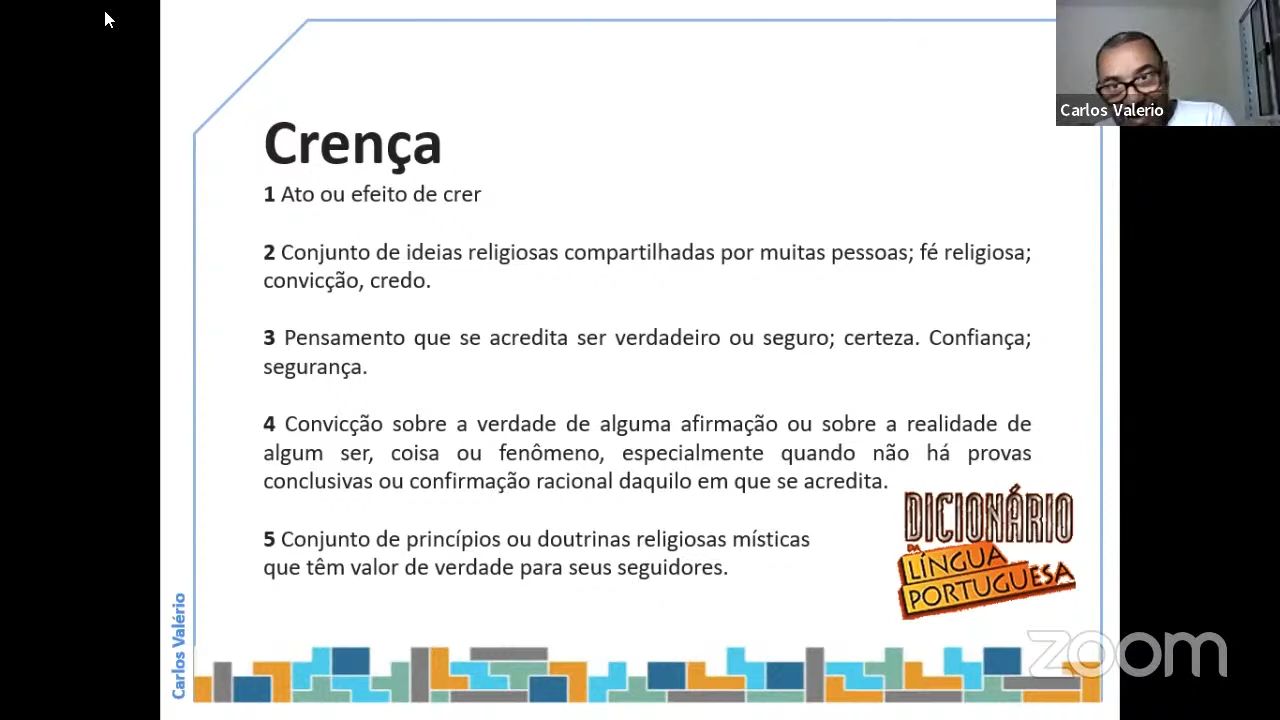 Carlos Valerio
Crença
1 Ato ou efeito de crer
2 Conjunto de ideias religiosas compartilhadas por muitas pessoas; fé religiosa;
convicção, credo.
3 Pensamento que se acredita ser verdadeiro ou seguro; certeza. Confiança;
segurança.
4 Convicção sobre a verdade de alguma afirmação ou sobre a realidade de
algum ser, coisa ou fenômeno, especialmente quando não há provas
conclusivas ou confirmação racional daquilo em que se acredita.
5 Conjunto de princípios ou doutrinas religiosas místicas
que têm valor de verdade para seus seguidores.
DICIONÁRIO
DA
LÍNGUA
PORTUGUESA
Carlos Valério
zoom